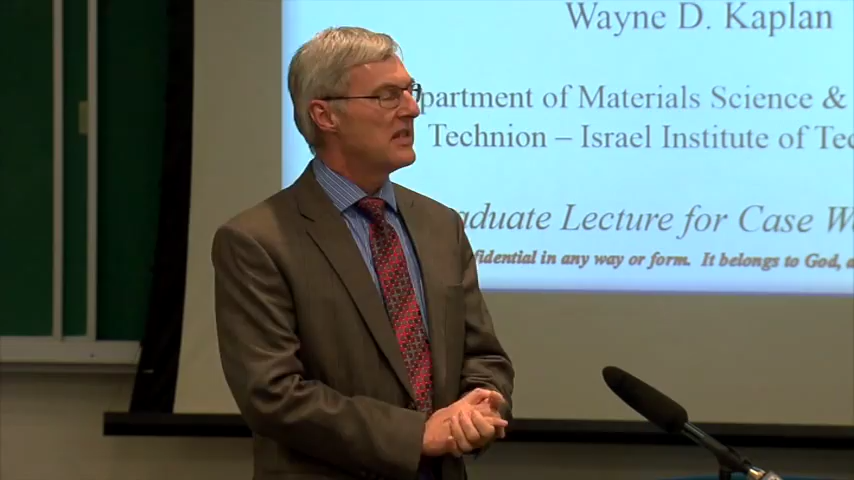 Wayne D. Kaplan
partment of Materials Science &
Technion – Israel Institute of Tec
aduate Lecture for Case W
fidential in any way or form. It belongs to God, a